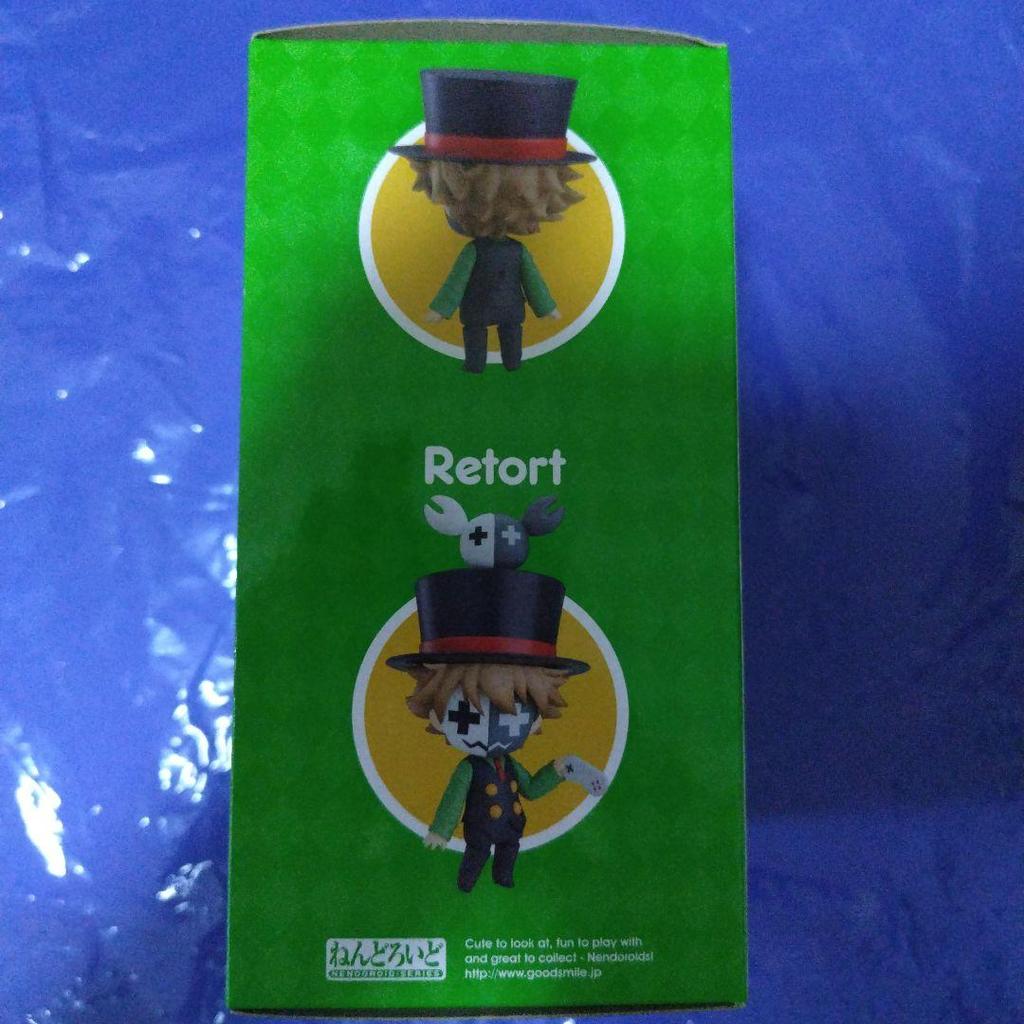 Retort
ねんどろいど
NENDOROID SERIES
Cute to look at, fun to play with
and great to collect - Nendoroids!
http://www.goodsmile.jp